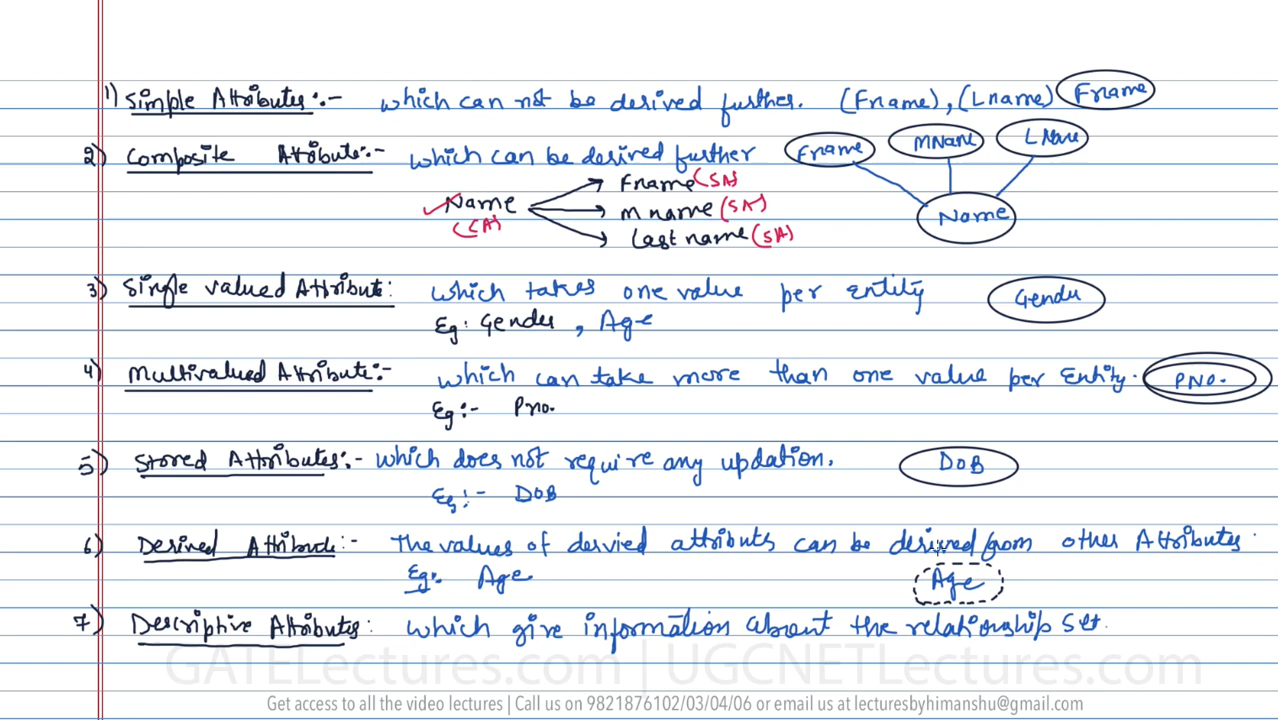 1) Simple Attributes :- which can not be derived further. (Fname), (Lname) Fname
2) Composite Attribute:- which can be desired further Fname MName LName
Name Fname (SA)
(CA) m name (SA) Name
Last name (SA)
3) Single valued Attribute: which takes one value per Entity Gender
Eg: Gender, Age
4) Multivalued Attribute:- which can take more than one value per Entity. PNO.
Eg:- Pno.
5) Stored Attributes:- which does not require any updation. DOB
Eg:- DOB
6) Derived Attribute:- The values of dervied attributs can be derived from other Attributes.
Eg:- Age Age
7) Descriptive Attributes: which give information about the relationship set.
GATELectures.com | UGCNETLectures.com
Get access to all the video lectures | Call us on 9821876102/03/04/06 or email us at lecturesbyhimanshu@gmail.com